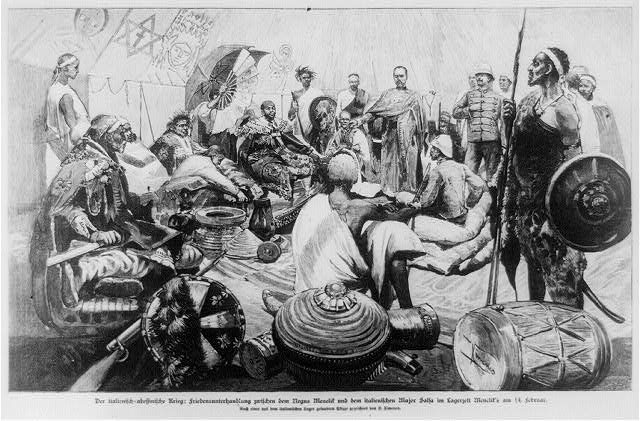 Der italienisch-abessinische Krieg: Friedensunterhandlung zwischen dem Negus Menelik und dem italienischen Major Salsa im Lagerzelt Menelik's am 14. Februar.
Nach einer aus dem italienischen Lager gesandten Skizze gezeichnet von